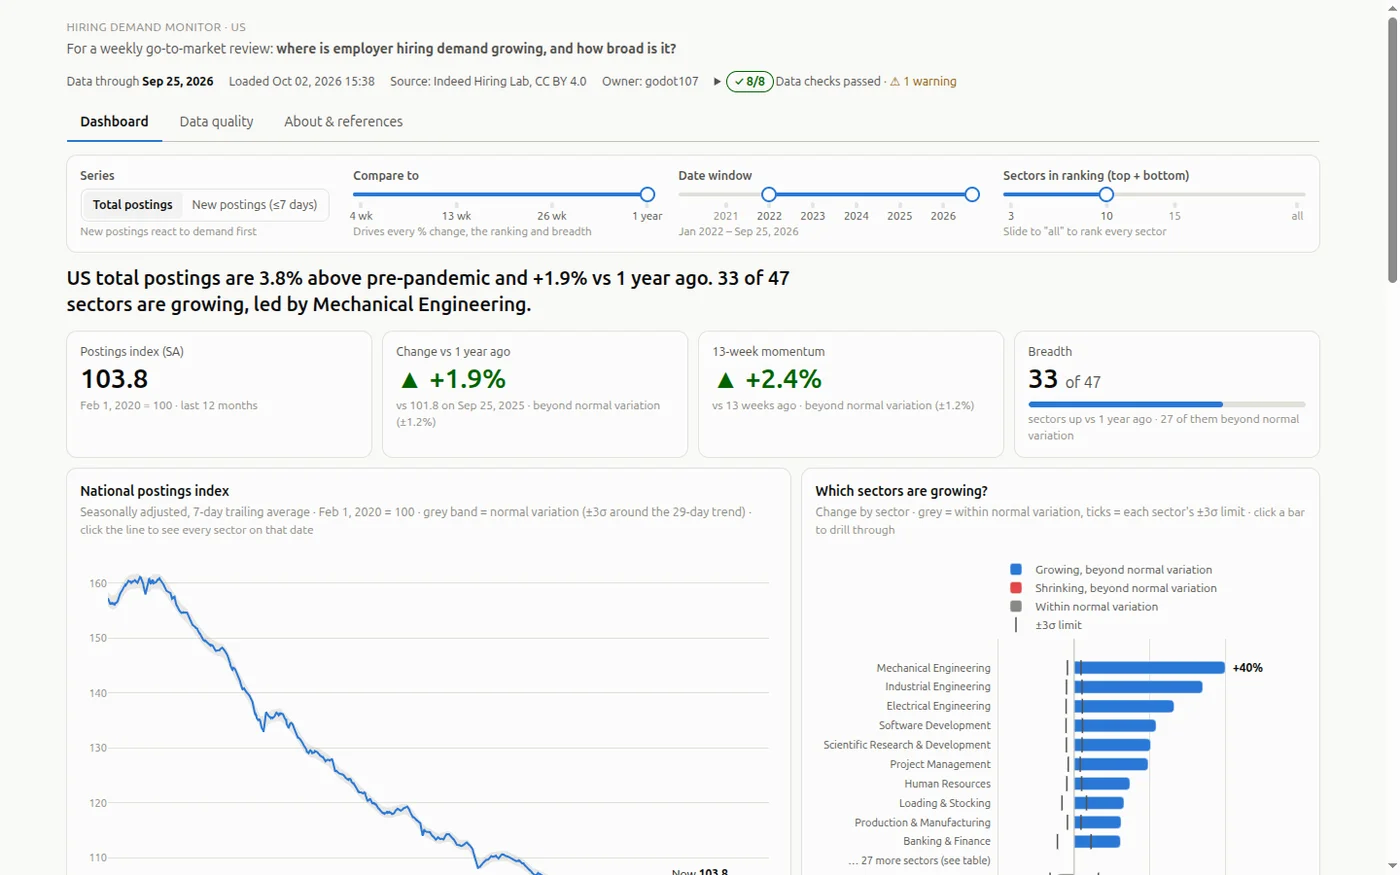 HIRING DEMAND MONITOR · US
For a weekly go-to-market review: where is employer hiring demand growing, and how broad is it?
Data through Sep 25, 2026 Loaded Oct 02, 2026 15:38 Source: Indeed Hiring Lab, CC BY 4.0 Owner: godot107 ▶ ✓ 8/8 Data checks passed · ⚠ 1 warning
Dashboard Data quality About & references
Series Compare to Date window Sectors in ranking (top + bottom)
Total postings New postings (≤7 days)
4 wk 13 wk 26 wk 1 year 2021 2022 2023 2024 2025 2026 3 10 15 all
New postings react to demand first Drives every % change, the ranking and breadth Jan 2022 – Sep 25, 2026 Slide to "all" to rank every sector
US total postings are 3.8% above pre-pandemic and +1.9% vs 1 year ago. 33 of 47
sectors are growing, led by Mechanical Engineering.
Postings index (SA)
103.8
Feb 1, 2020 = 100 · last 12 months
Change vs 1 year ago
▲ +1.9%
vs 101.8 on Sep 25, 2025 · beyond normal variation
(±1.2%)
13-week momentum
▲ +2.4%
vs 13 weeks ago · beyond normal variation (±1.2%)
Breadth
33 of 47
sectors up vs 1 year ago · 27 of them beyond normal
variation
National postings index
Seasonally adjusted, 7-day trailing average · Feb 1, 2020 = 100 · grey band = normal variation (±3σ around the 29-day trend) ·
click the line to see every sector on that date
160
150
140
130
120
110
Now 103.8
Which sectors are growing?
Change by sector · grey = within normal variation, ticks = each sector's ±3σ limit · click a bar
to drill through
Growing, beyond normal variation
Shrinking, beyond normal variation
Within normal variation
±3σ limit
Mechanical Engineering +40%
Industrial Engineering
Electrical Engineering
Software Development
Scientific Research & Development
Project Management
Human Resources
Loading & Stocking
Production & Manufacturing
Banking & Finance
... 27 more sectors (see table)